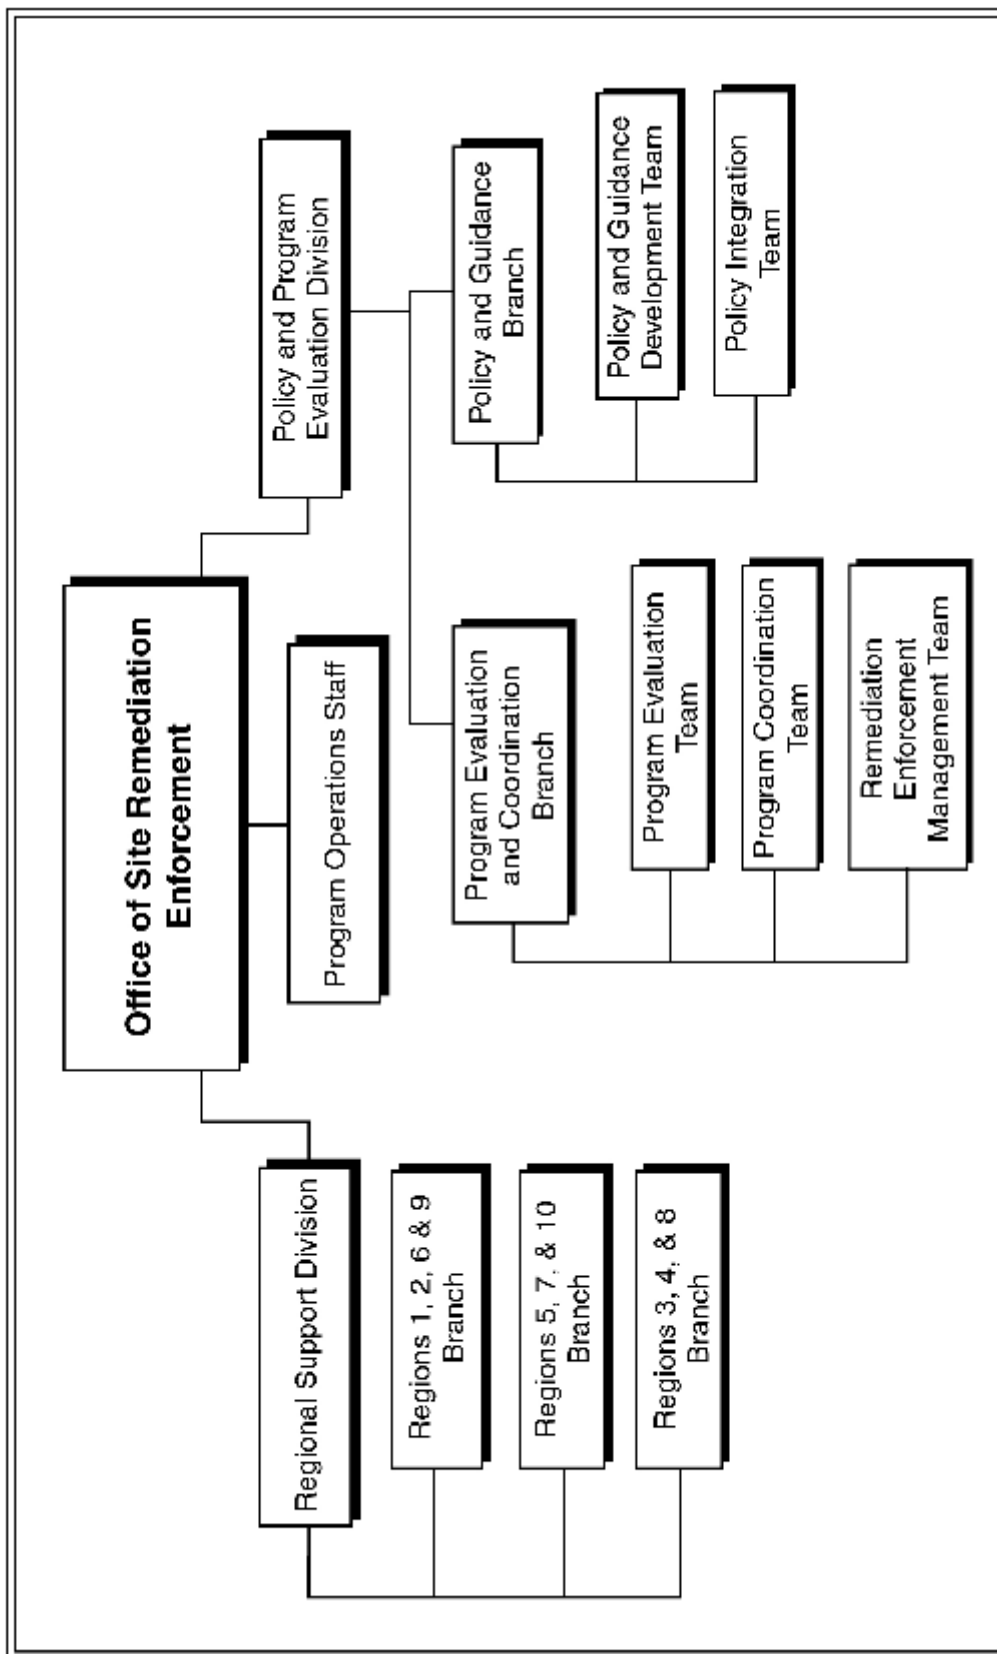 Office of Site Remediation
Enforcement
Program Operations Staff
Regional Support Division
Regions 1, 2, 6 & 9
Branch
Regions 5, 7, & 10
Branch
Regions 3, 4, & 8
Branch
Policy and Program
Evaluation Division
Program Evaluation
and Coordination
Branch
Program Evaluation
Team
Program Coordination
Team
Remediation
Enforcement
Management Team
Policy and Guidance
Branch
Policy and Guidance
Development Team
Policy Integration
Team